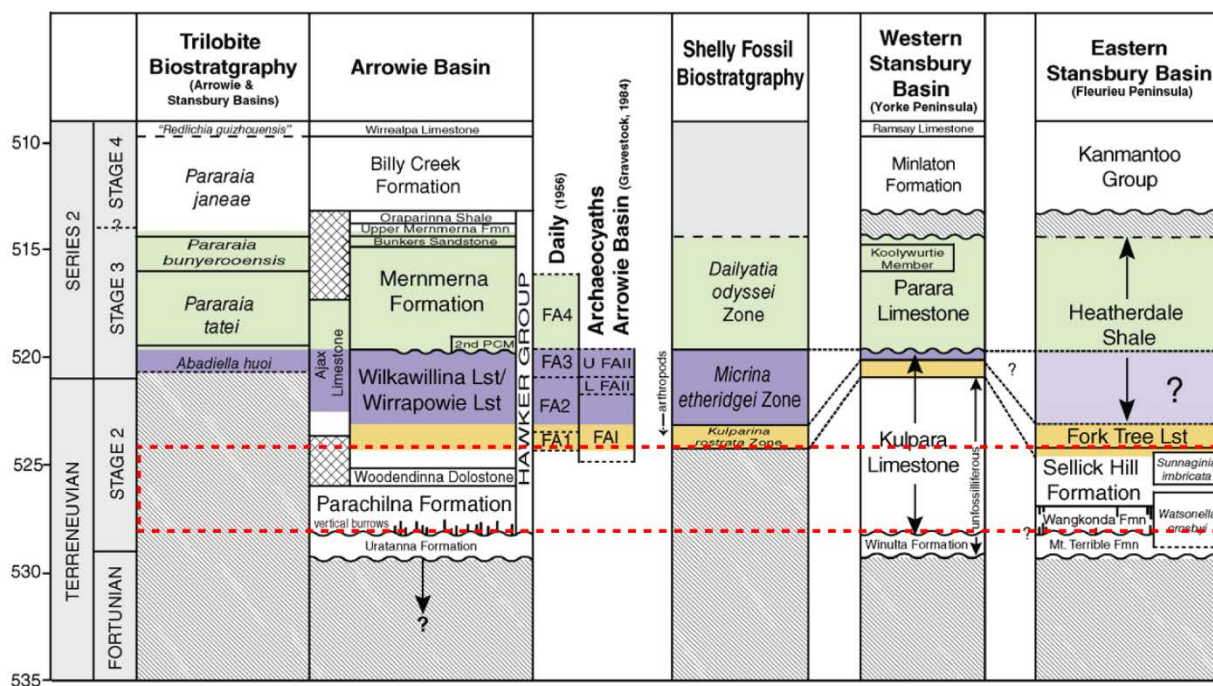 Trilobite
Biostratgraphy
(Arrowie &
Stansbury Basins)
Arrowie Basin
Shelly Fossil
Biostratgraphy
Western
Stansbury
Basin
(Yorke Peninsula)
Eastern
Stansbury Basin
(Fleurieu Peninsula)
510
515
520
525
530
535
SERIES 2
TERRENEUVIAN
STAGE 4
?
STAGE 3
STAGE 2
FORTUNIAN
"Redlichia guizhouensis"
Pararaia
janeae
Pararaia
bunyerooensis
Pararaia
tatei
Abadiella huoi
Wirrealpa Limestone
Billy Creek
Formation
Oraparinna Shale
Upper Mernmerna Fmn
Bunkers Sandstone
Mernmerna
Formation
2nd PCM
Ajax
Limestone
Wilkawillina Lst/
Wirrapowie Lst
Woodendinna Dolostone
Parachilna Formation
vertical burrows
Uratanna Formation
?
HAWKER GROUP
Daily (1956)
FA4
FA3
FA2
FA1
Archaeocyaths
Arrowie Basin (Gravestock, 1984)
U FAII
L FAII
FAI
arthropods
Dailyatia
odyssei
Zone
Micrina
etheridgei Zone
Kulparina
rostrata Zone
Ramsay Limestone
Minlaton
Formation
Koolywurtie
Member
Parara
Limestone
Kulpara
Limestone
unfossilliferous
Winulta Formation
?
?
Kanmantoo
Group
Heatherdale
Shale
?
Fork Tree Lst
Sellick Hill
Formation
Sunnaginia
imbricata
Wangkonda Fmn
Watsonella
crosbyi
Mt. Terrible Fmn